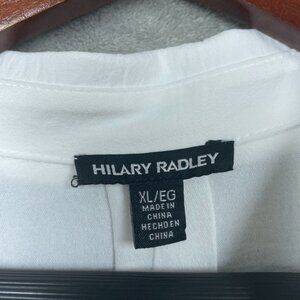 HILARY RADLEY
XL/EG
MADE IN
CHINA
HECHO EN
CHINA